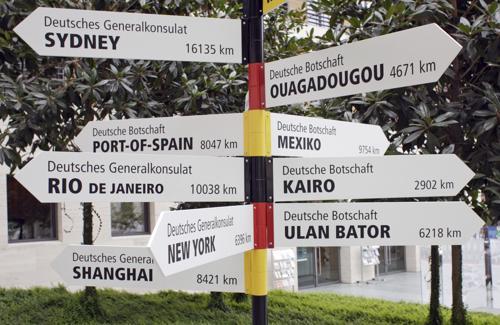 Deutsches Generalkonsulat
SYDNEY 16135 km
Deutsche Botschaft
OUAGADOUGOU 4671 km
Deutsche Botschaft
PORT-OF-SPAIN 8047 km
Deutsche Botschaft
MEXIKO 9754 km
Deutsches Generalkonsulat
RIO DE JANEIRO 10038 km
Deutsche Botschaft
KAIRO 2902 km
Deutsches Generalkonsulat
NEW YORK 6396 km
Deutsche Botschaft
ULAN BATOR 6218 km
Deutsches Genera
SHANGHAI 8421 km